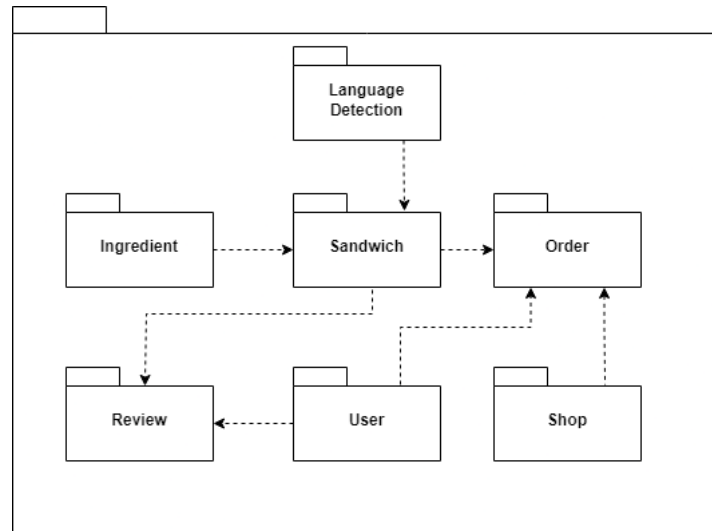 Language
Detection
Ingredient
Sandwich
Order
Review
User
Shop